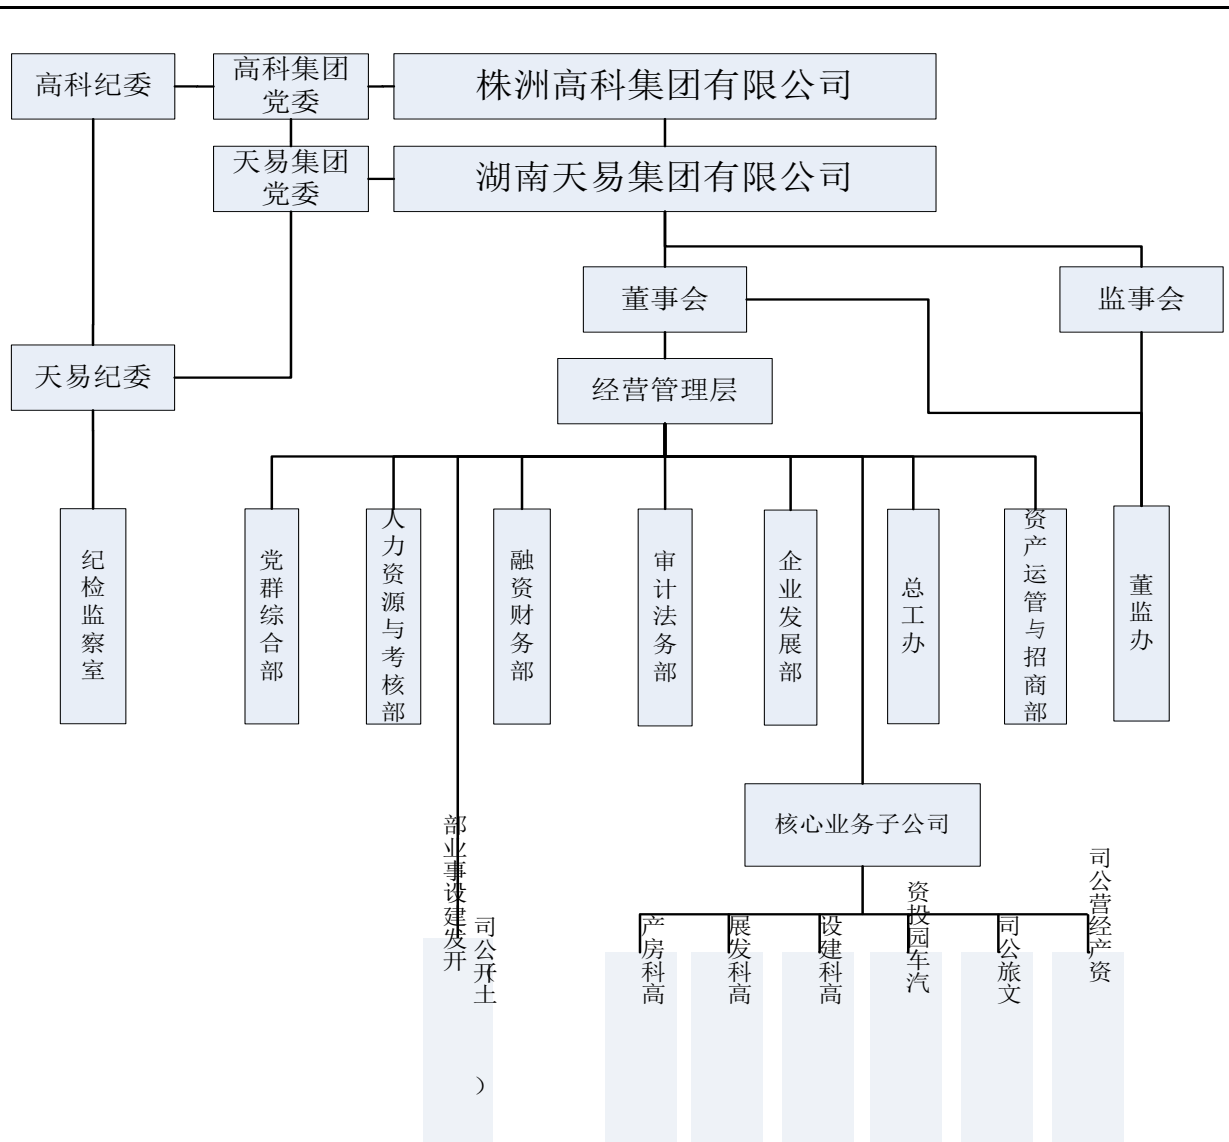 高科纪委
高科集团
党委
株洲高科集团有限公司
天易集团
党委
湖南天易集团有限公司
董事会
监事会
天易纪委
经营管理层
纪检监察室
党群综合部
人力资源与考核部
融资财务部
审计法务部
企业发展部
总工办
资产运管与招商部
董监办
核心业务子公司
部业事设建发开
司公开土
（
）
产房科高
展发科高
设建科高
资投园车汽
司公旅文
司公营经产资